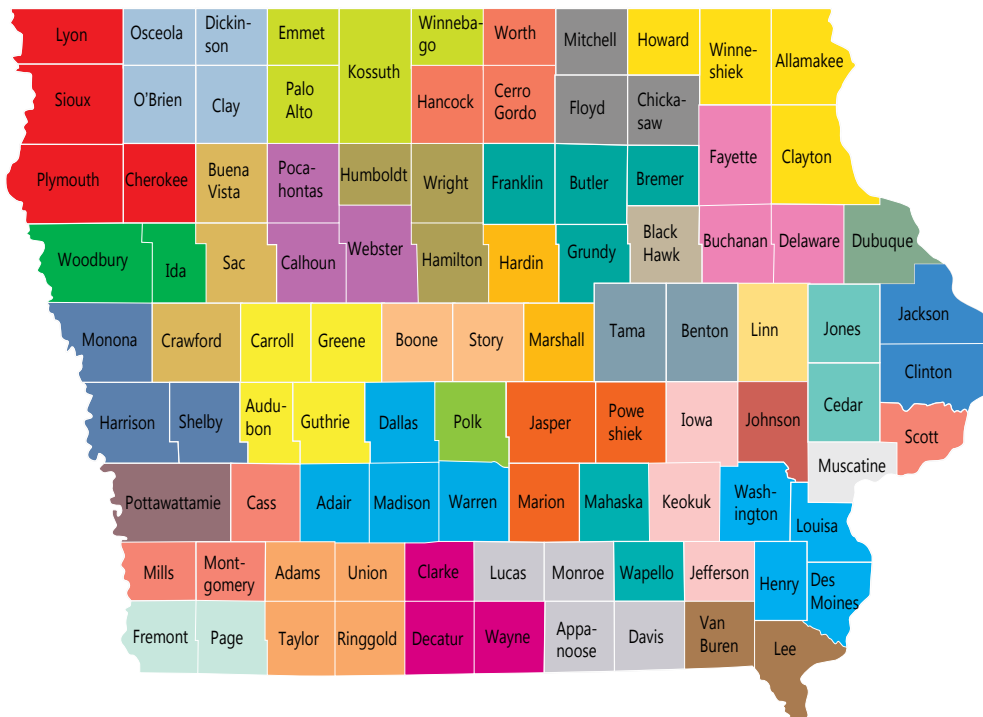 Lyon
Osceola
Dickin-
son
Emmet
Kossuth
Winneba-
go
Worth
Mitchell
Howard
Winne-
shiek
Allamakee
Sioux
O'Brien
Clay
Palo
Alto
Hancock
Cerro
Gordo
Floyd
Chicka-
saw
Plymouth
Cherokee
Buena
Vista
Poca-
hontas
Humboldt
Wright
Franklin
Butler
Bremer
Fayette
Clayton
Woodbury
Ida
Sac
Calhoun
Webster
Hamilton
Hardin
Grundy
Black
Hawk
Buchanan
Delaware
Dubuque
Monona
Crawford
Carroll
Greene
Boone
Story
Marshall
Tama
Benton
Linn
Jones
Jackson
Clinton
Harrison
Shelby
Audu-
bon
Guthrie
Dallas
Polk
Jasper
Powe
shiek
Iowa
Johnson
Cedar
Scott
Muscatine
Pottawattamie
Cass
Adair
Madison
Warren
Marion
Mahaska
Keokuk
Wash-
ington
Louisa
Mills
Mont-
gomery
Adams
Union
Clarke
Lucas
Monroe
Wapello
Jefferson
Henry
Des
Moines
Fremont
Page
Taylor
Ringgold
Decatur
Wayne
Appa-
noose
Davis
Van
Buren
Lee